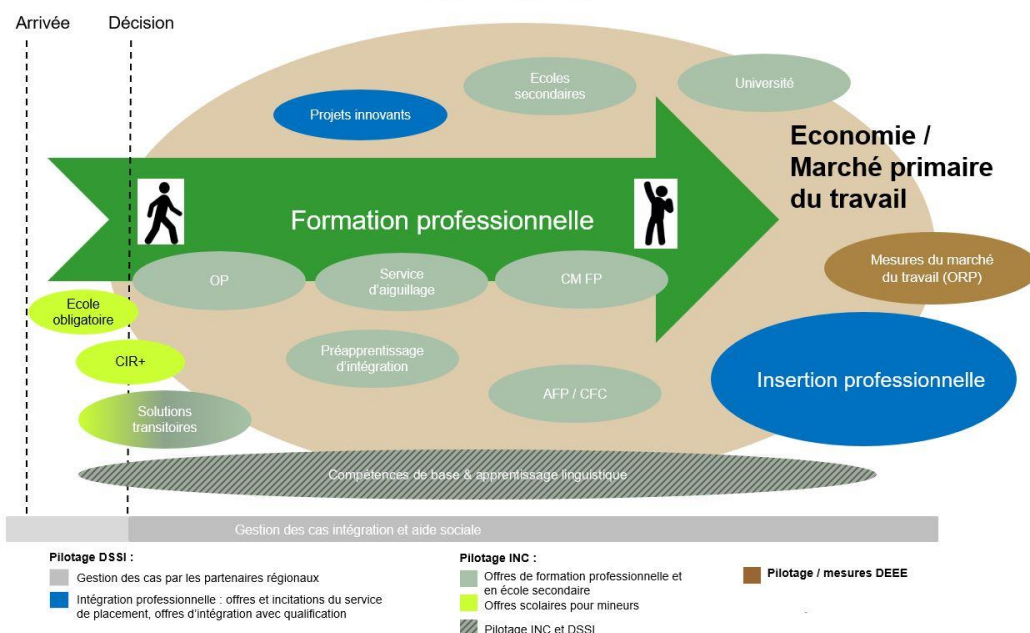 Arrivée
Décision
Ecoles
secondaires
Université
Projets innovants
Economie /
Marché primaire
du travail
Formation professionnelle
OP
Service
d'aiguillage
CM FP
Mesures du marché
du travail (ORP)
Ecole
obligatoire
CIR+
Préapprentissage
d'intégration
Insertion professionnelle
AFP / CFC
Solutions
transitoires
Compétences de base & apprentissage linguistique
Gestion des cas intégration et aide sociale
Pilotage DSSI :
Gestion des cas par les partenaires régionaux
Intégration professionnelle : offres et incitations du service
de placement, offres d'intégration avec qualification
Pilotage INC :
Offres de formation professionnelle et
en école secondaire
Offres scolaires pour mineurs
Pilotage INC et DSSI
Pilotage / mesures DEEE